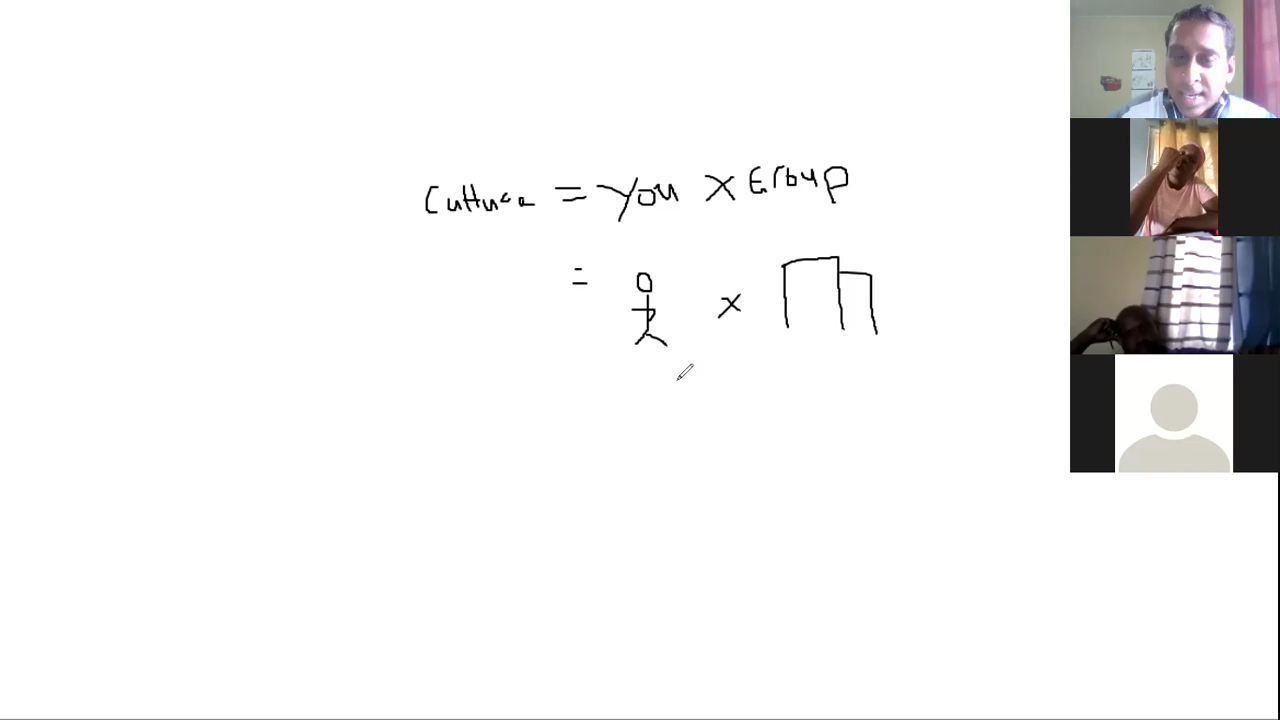 Culture = You X Group
= X